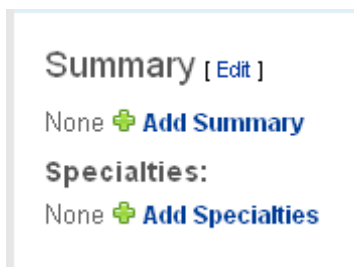 Summary [ Edit ]
None Add Summary
Specialties:
None Add Specialties